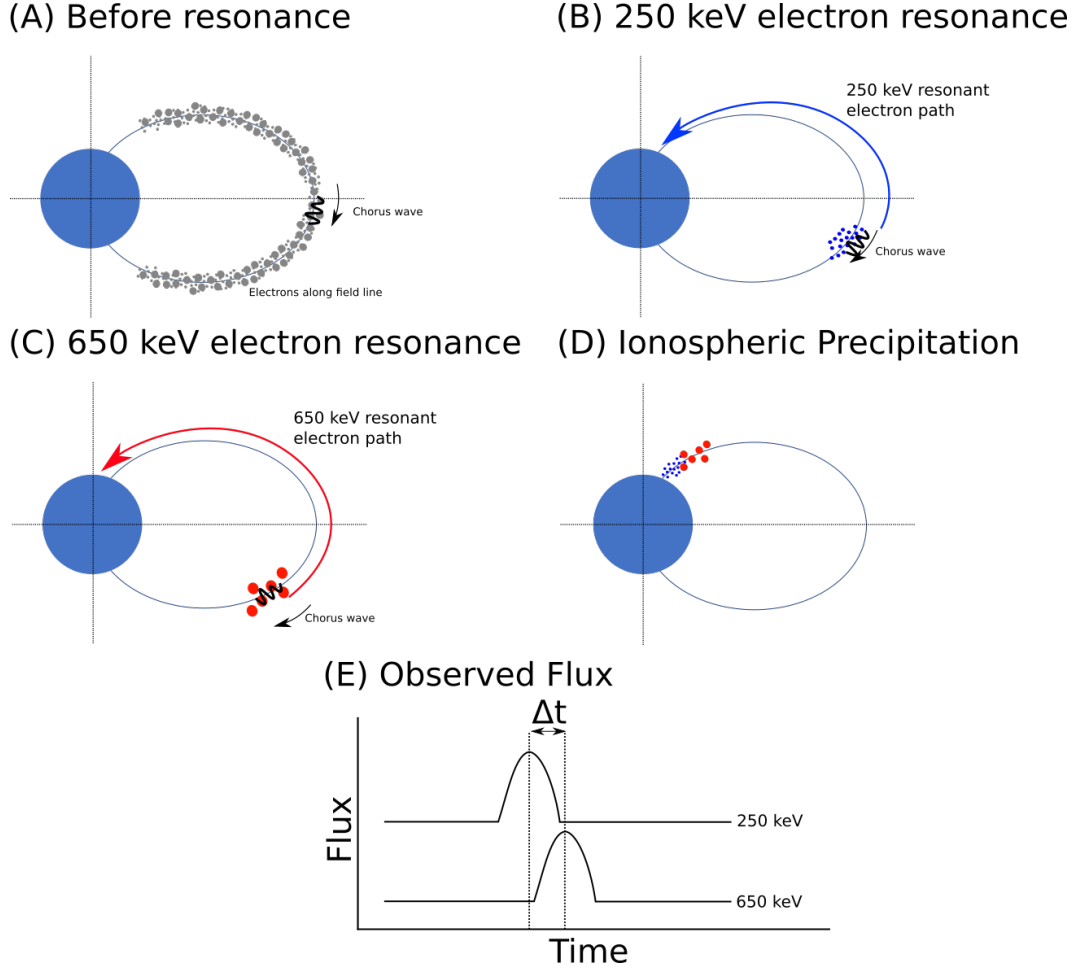 (A) Before resonance
Chorus wave
Electrons along field line
(B) 250 keV electron resonance
250 keV resonant
electron path
Chorus wave
(C) 650 keV electron resonance
650 keV resonant
electron path
Chorus wave
(D) Ionospheric Precipitation
(E) Observed Flux
Δt
Flux
250 keV
650 keV
Time